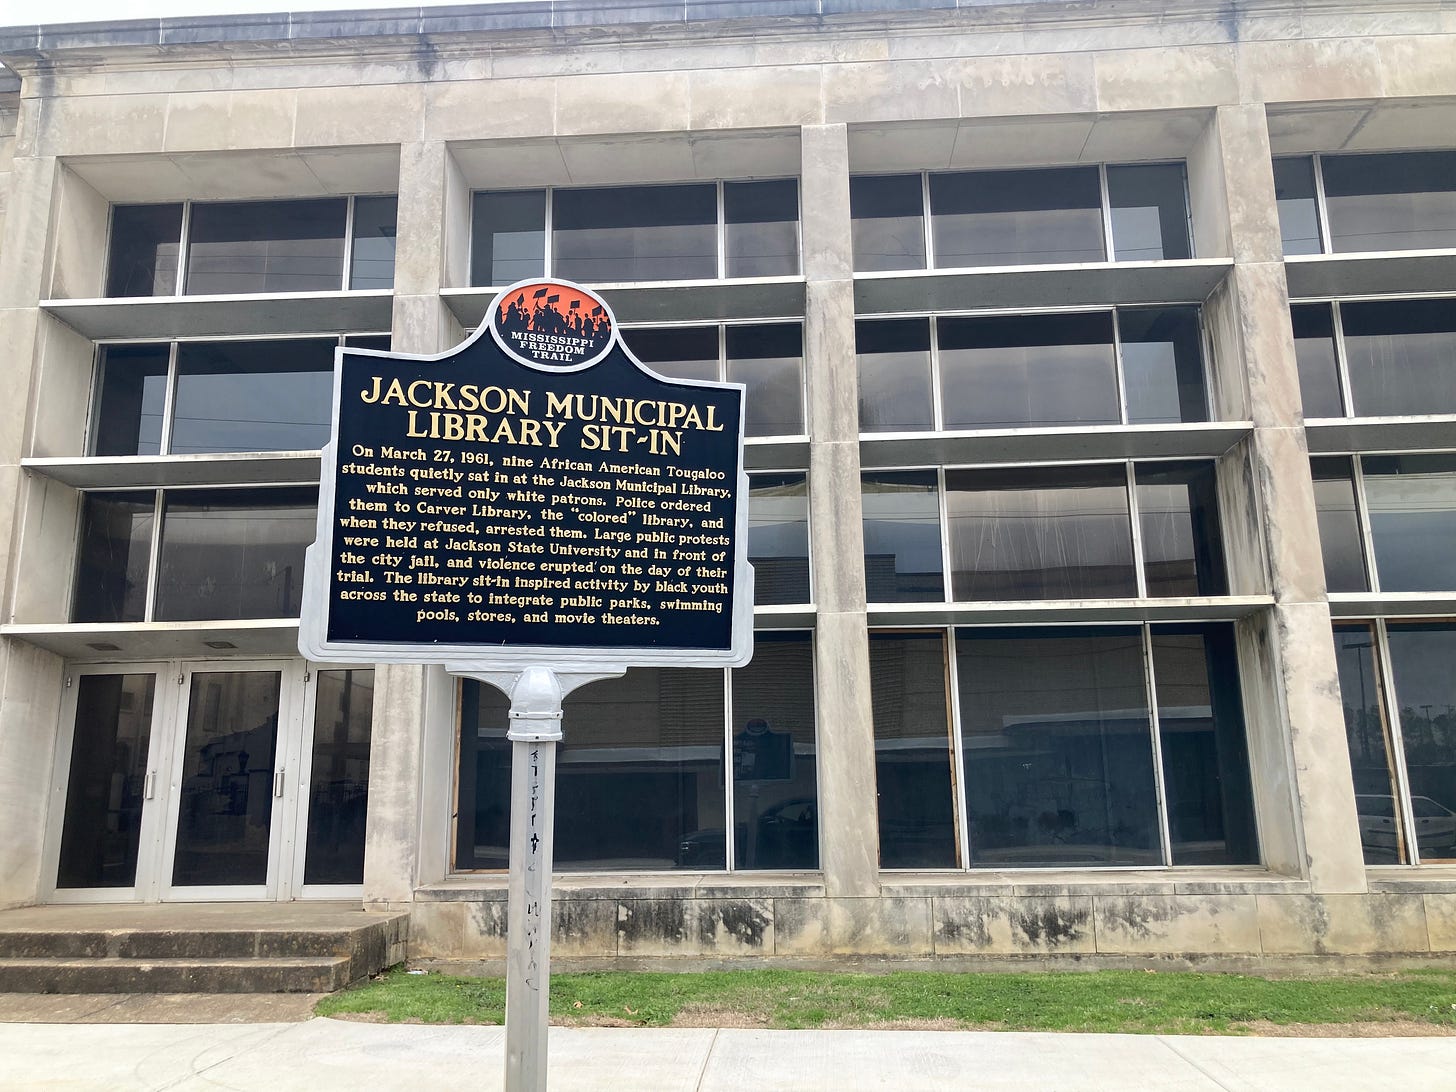 MISSISSIPPI
FREEDOM
TRAIL
JACKSON MUNICIPAL
LIBRARY SIT-IN
On March 27, 1961, nine African American Tougaloo
students quietly sat in at the Jackson Municipal Library,
which served only white patrons. Police ordered
them to Carver Library, the "colored" library, and
when they refused, arrested them. Large public protests
were held at Jackson State University and in front of
the city jail, and violence erupted on the day of their
trial. The library sit-in inspired activity by black youth
across the state to integrate public parks, swimming
pools, stores, and movie theaters.